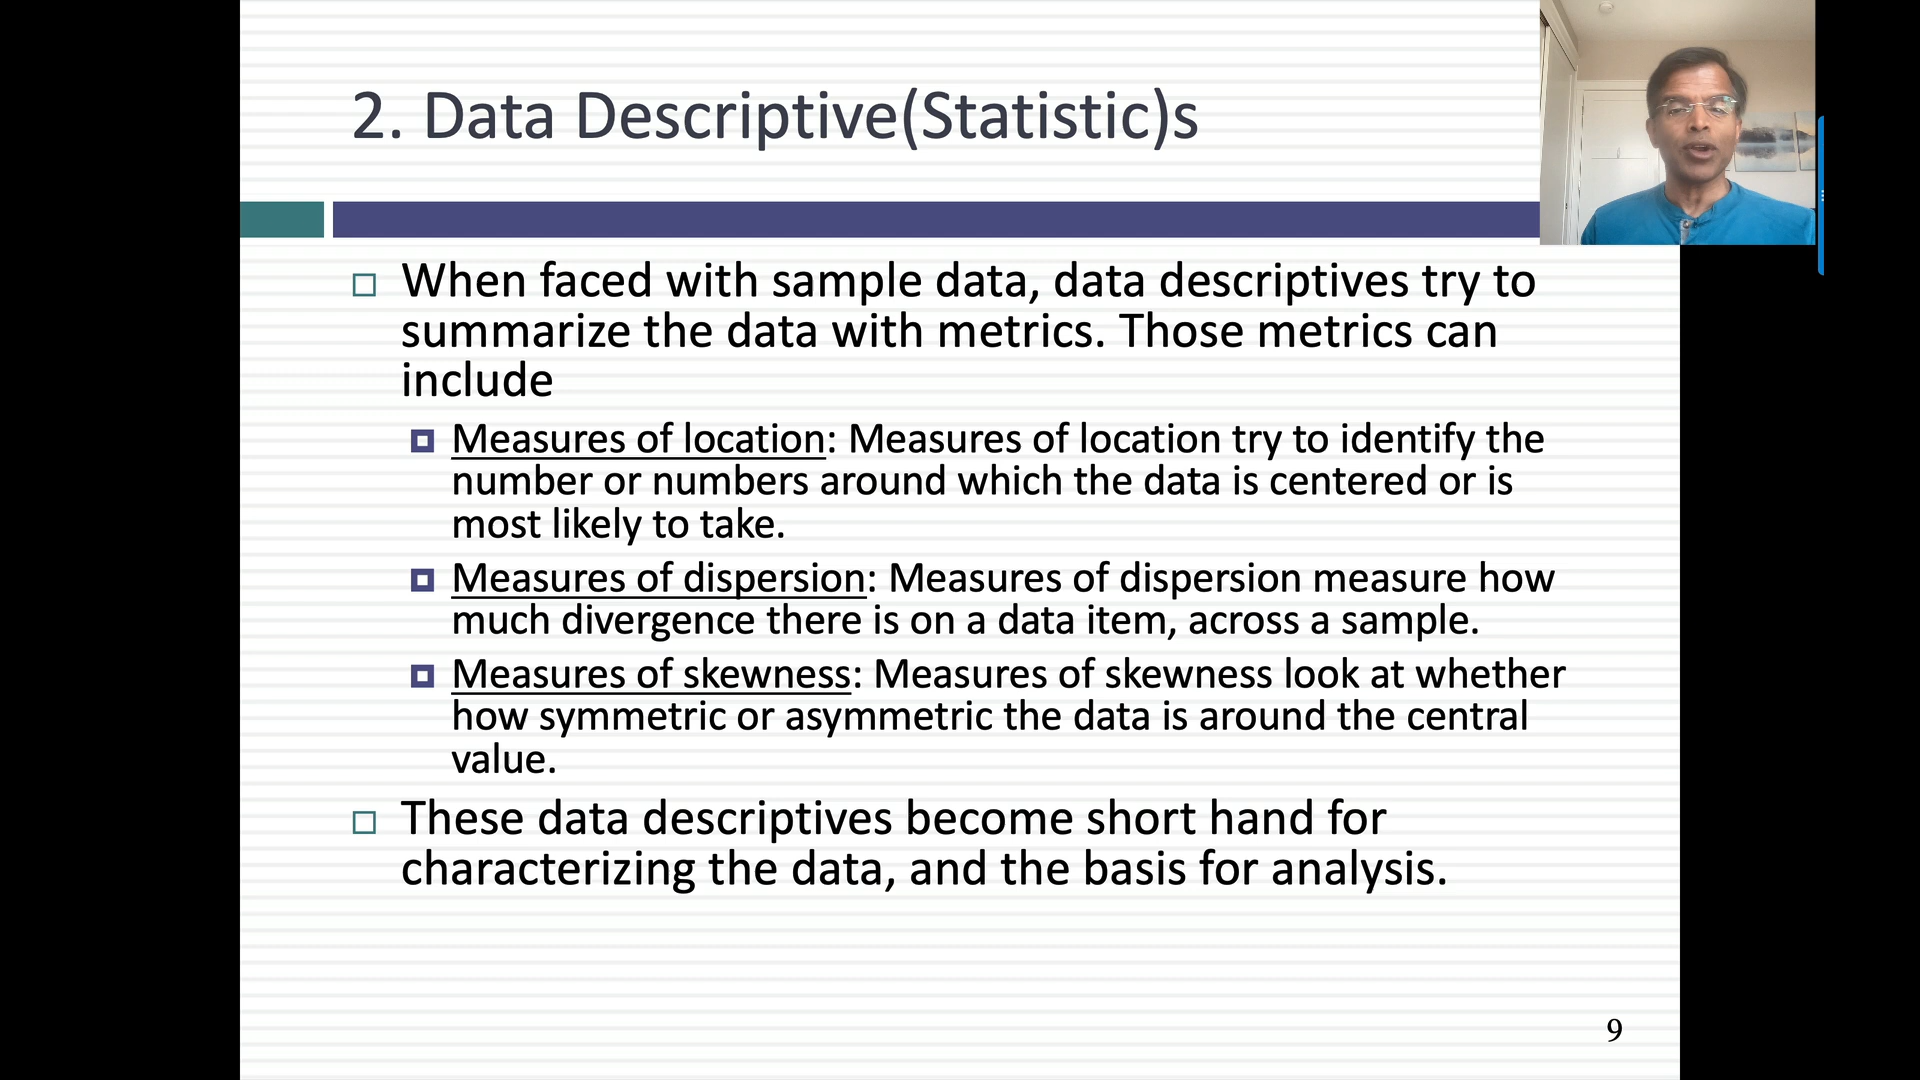 2. Data Descriptive(Statistic)s
When faced with sample data, data descriptives try to
summarize the data with metrics. Those metrics can
include
Measures of location: Measures of location try to identify the
number or numbers around which the data is centered or is
most likely to take.
Measures of dispersion: Measures of dispersion measure how
much divergence there is on a data item, across a sample.
Measures of skewness: Measures of skewness look at whether
how symmetric or asymmetric the data is around the central
value.
These data descriptives become short hand for
characterizing the data, and the basis for analysis.
9